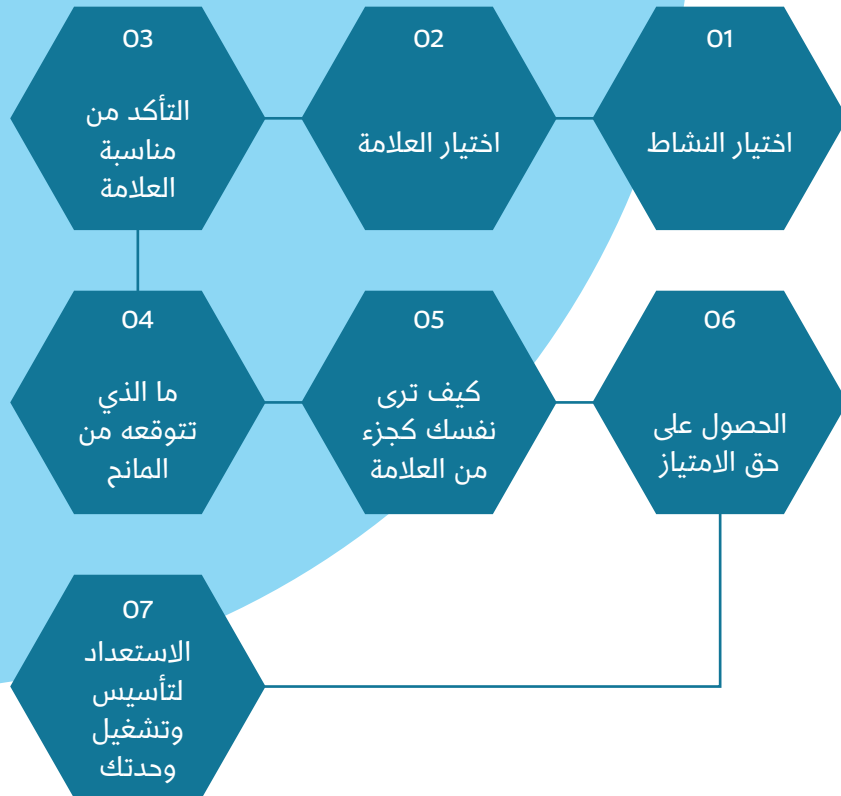 01
اختيار النشاط
02
اختيار العلامة
03
التأكد من
مناسبة
العلامة
04
ما الذي
تتوقعه من
المانح
05
كيف ترى
نفسك كجزء
من العلامة
06
الحصول على
حق الامتياز
07
الاستعداد
لتأسيس
وتشغيل
وحدتك